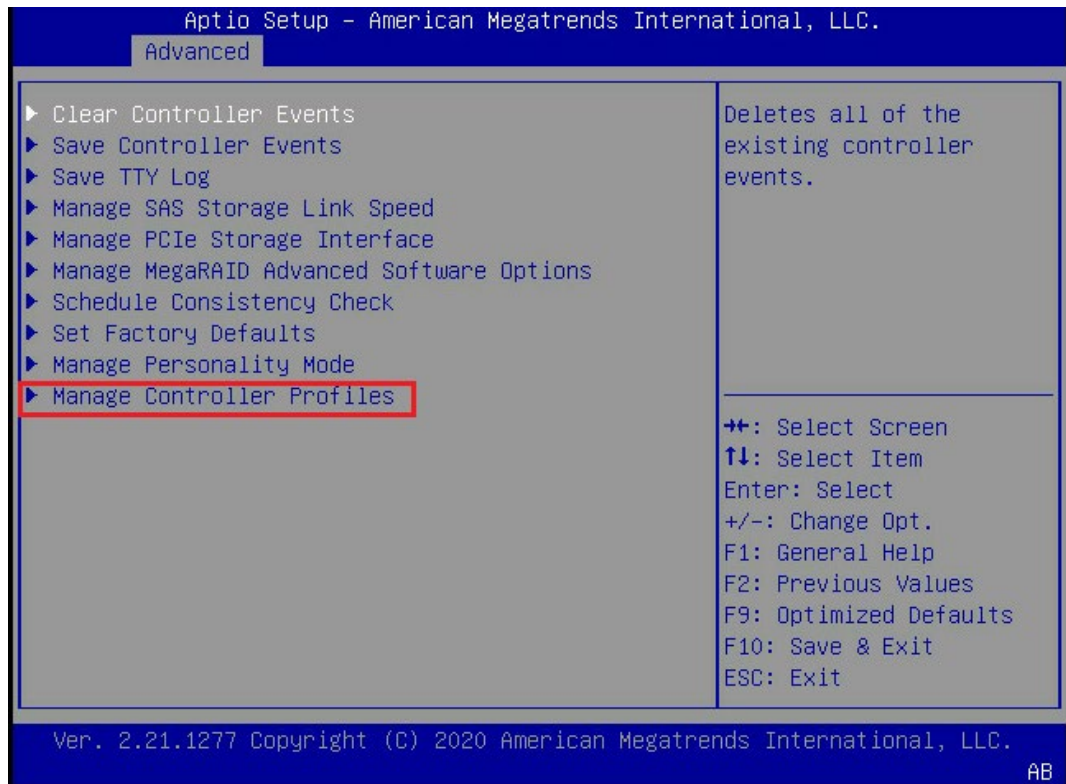 Aptio Setup – American Megatrends International, LLC.
Advanced
▶ Clear Controller Events
▶ Save Controller Events
▶ Save TTY Log
▶ Manage SAS Storage Link Speed
▶ Manage PCIe Storage Interface
▶ Manage MegaRAID Advanced Software Options
▶ Schedule Consistency Check
▶ Set Factory Defaults
▶ Manage Personality Mode
▶ Manage Controller Profiles
Deletes all of the
existing controller
events.
→←: Select Screen
↑↓: Select Item
Enter: Select
+/-: Change Opt.
F1: General Help
F2: Previous Values
F9: Optimized Defaults
F10: Save & Exit
ESC: Exit
Ver. 2.21.1277 Copyright (C) 2020 American Megatrends International, LLC.
AB